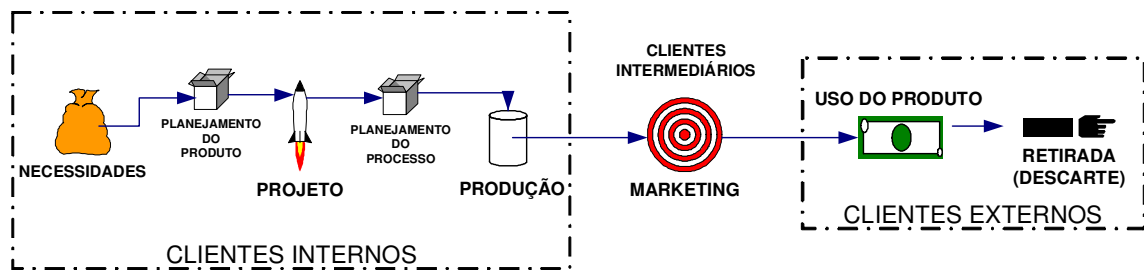 NECESSIDADES
PLANEJAMENTO
DO
PRODUTO
PROJETO
PLANEJAMENTO
DO
PROCESSO
PRODUÇÃO
CLIENTES INTERNOS
CLIENTES
INTERMEDIÁRIOS
MARKETING
USO DO PRODUTO
RETIRADA
(DESCARTE)
CLIENTES EXTERNOS